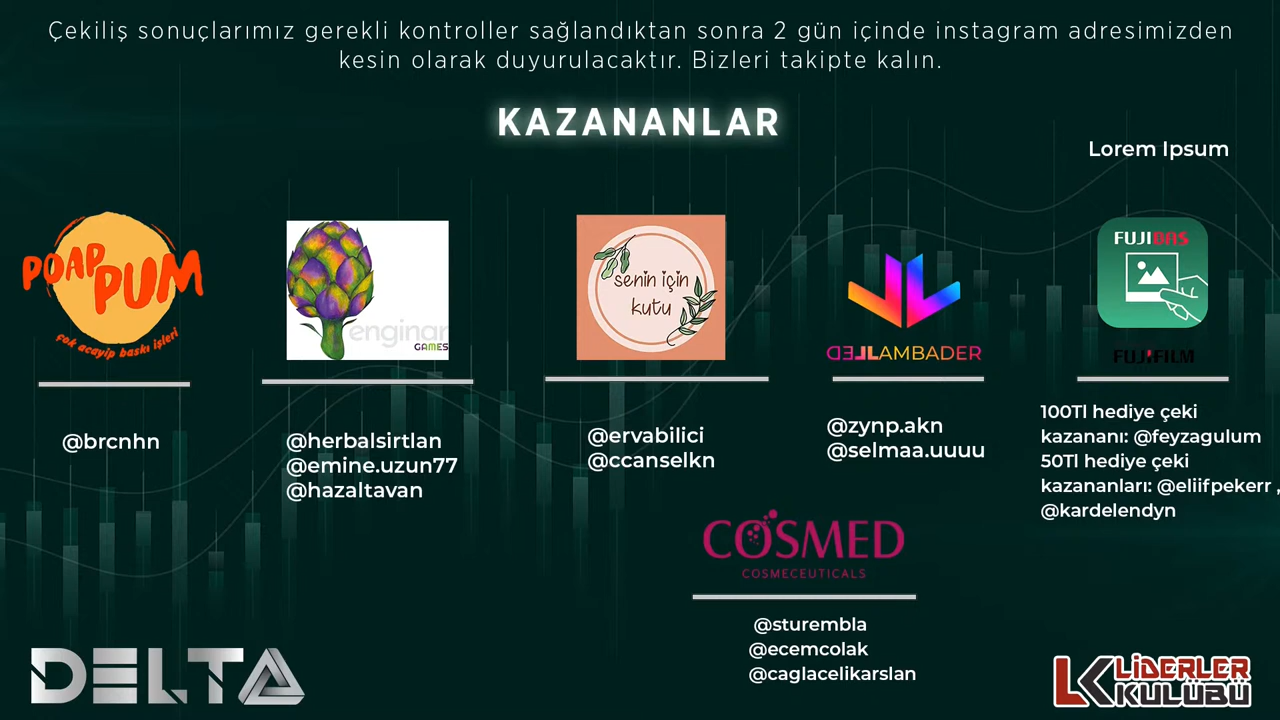 Çekiliş sonuçlarımız gerekli kontroller sağlandıktan sonra 2 gün içinde instagram adresimizden
kesin olarak duyurulacaktır. Bizleri takipte kalın.
KAZANANLAR
Lorem Ipsum
POAP
PUM
çok acayip baskı işleri
@brcnhn
enginar
GAMES
@herbalsirtlan
@emine.uzun77
@hazaltavan
senin için
kutu
@ervabilici
@ccanselkn
DELLAMBADER
@zynp.akn
@selmaa.uuuu
FUJIBAS
FUJIFILM
100Tl hediye çeki
kazananı: @feyzagulum
50Tl hediye çeki
kazananları: @eliifpekerr ,
@kardelendyn
COSMED
COSMECEUTICALS
@sturembla
@ecemcolak
@caglacelikarslan
DELTA
LK LİDERLER
KULÜBÜ